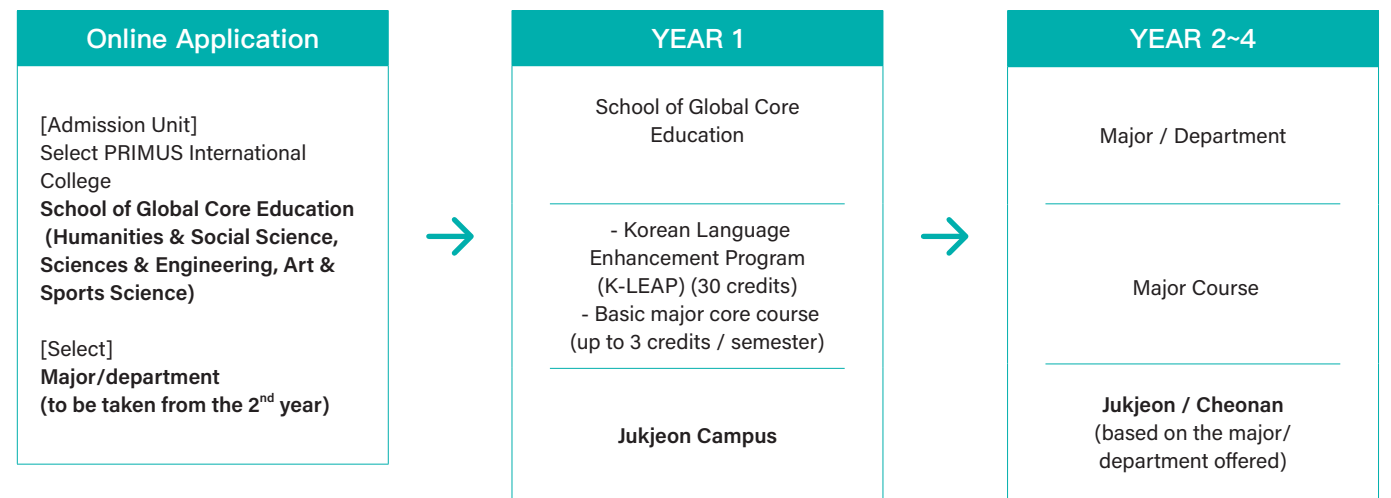 Online Application
[Admission Unit]
Select PRIMUS International
College
School of Global Core Education
(Humanities & Social Science,
Sciences & Engineering, Art &
Sports Science)
[Select]
Major/department
(to be taken from the 2nd year)
YEAR 1
School of Global Core
Education
- Korean Language
Enhancement Program
(K-LEAP) (30 credits)
- Basic major core course
(up to 3 credits / semester)
Jukjeon Campus
YEAR 2~4
Major / Department
Major Course
Jukjeon / Cheonan
(based on the major/
department offered)